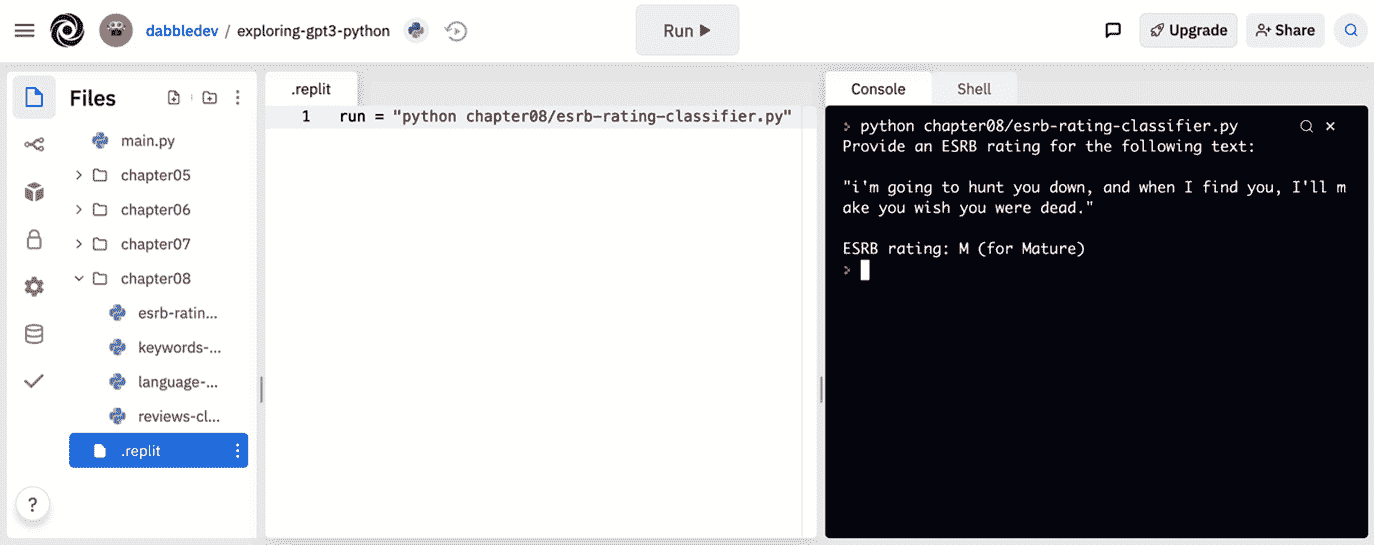 dabbledev / exploring-gpt3-python
Run
Upgrade
Share
Files
main.py
chapter05
chapter06
chapter07
chapter08
esrb-ratin...
keywords-...
language-...
reviews-cl...
.replit
?
.replit
1 run = "python chapter08/esrb-rating-classifier.py"
Console Shell
> python chapter08/esrb-rating-classifier.py
Provide an ESRB rating for the following text:
"i'm going to hunt you down, and when I find you, I'll m
ake you wish you were dead."
ESRB rating: M (for Mature)
>